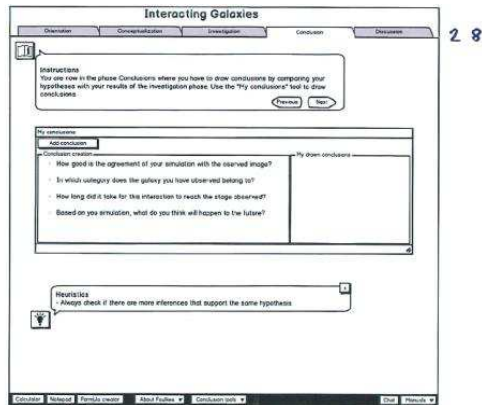 Interacting Galaxies
Orientation Conceptualization Investigation Conclusion Discussion
28
Instructions
You are now in the phase Conclusions where you have to draw conclusions by comparing your
hypotheses with your results of the investigation phase. Use the "My conclusions" tool to draw
conclusions
Previous Next
My conclusions
Add conclusion
Conclusion creation My drawn conclusions
- How good is the agreement of your simulation with the oserved image?
- In which category does the galaxy you have observed belong to?
- How long did it take for this interaction to reach the stage observed?
- Based on you simulation, what do you think will happen to the future?
Heuristics
- Always check if there are more inferences that support the same hypothesis
Calculator Notepad Formula creator About Faulkes Conclusion tools Chat Manuals